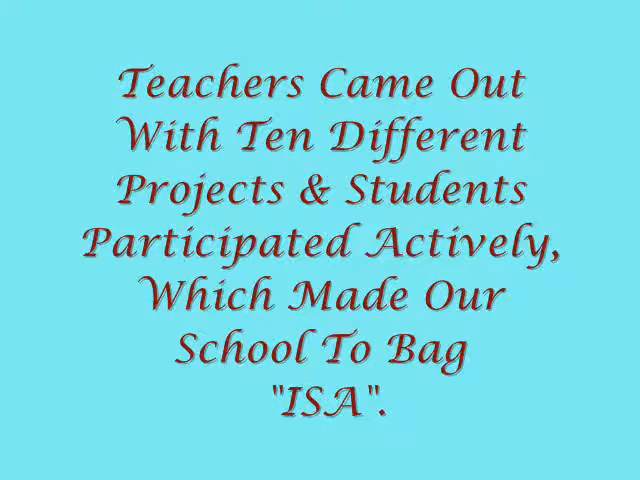 Teachers Came Out
With Ten Different
Projects & Students
Participated Actively,
Which Made Our
School To Bag
"ISA".